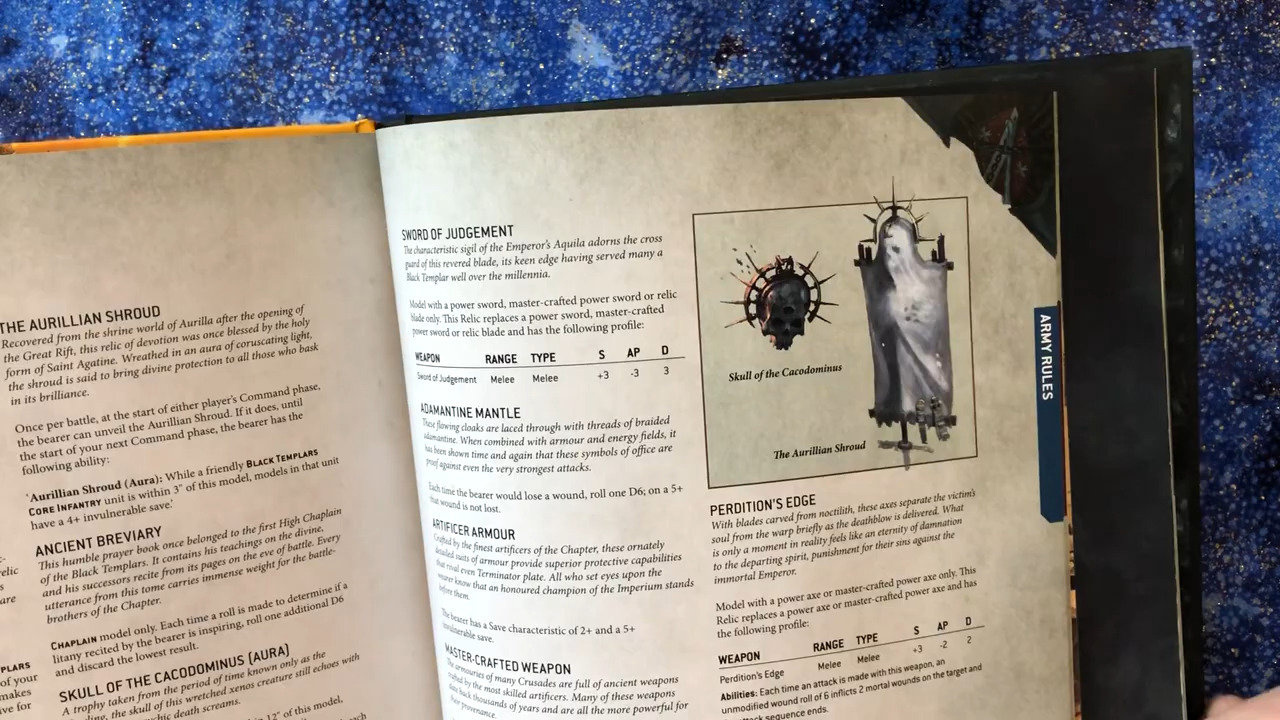 THE AURILLIAN SHROUD
Recovered from the shrine world of Aurilla after the opening of
the Great Rift, this relic of devotion was once blessed by the holy
form of Saint Agatine. Wreathed in an aura of coruscating light,
the shroud is said to bring divine protection to all those who bask
in its brilliance.
Once per battle, at the start of either player's Command phase,
the bearer can unveil the Aurillian Shroud. If it does, until
the start of your next Command phase, the bearer has the
following ability:
'Aurillian Shroud (Aura): While a friendly BLACK TEMPLARS
CORE INFANTRY unit is within 3" of this model, models in that unit
have a 4+ invulnerable save.'
ANCIENT BREVIARY
This humble prayer book once belonged to the first High Chaplain
of the Black Templars. It contains his teachings on the divine,
and his successors recite from its pages on the eve of battle. Every
utterance from this tome carries immense weight for the battle-
brothers of the Chapter.
CHAPLAIN model only. Each time a roll is made to determine if a
litany recited by the bearer is inspiring, roll one additional D6
and discard the lowest result.
SKULL OF THE CACODOMINUS (AURA)
A trophy taken from the period of time known only as the
the skull of this wretched xenos creature still echoes with
death screams.
of this model,
SWORD OF JUDGEMENT
The characteristic sigil of the Emperor's Aquila adorns the cross
guard of this revered blade, its keen edge having served many a
Black Templar well over the millennia.
Model with a power sword, master-crafted power sword or relic
blade only. This Relic replaces a power sword, master-crafted
power sword or relic blade and has the following profile:
WEAPON RANGE TYPE S AP D
Sword of Judgement Melee Melee +3 -3 3
ADAMANTINE MANTLE
These flowing cloaks are laced through with threads of braided
adamantine. When combined with armour and energy fields, it
has been shown time and again that these symbols of office are
proof against even the very strongest attacks.
Each time the bearer would lose a wound, roll one D6; on a 5+
that wound is not lost.
ARTIFICER ARMOUR
Crafted by the finest artificers of the Chapter, these ornately
detailed suits of armour provide superior protective capabilities
that rival even Terminator plate. All who set eyes upon the
wearer know that an honoured champion of the Imperium stands
before them.
The bearer has a Save characteristic of 2+ and a 5+
invulnerable save.
MASTER-CRAFTED WEAPON
The armouries of many Crusades are full of ancient weapons
crafted by the most skilled artificers. Many of these weapons
date back thousands of years and are all the more powerful for
their provenance.
Skull of the Cacodominus
The Aurillian Shroud
PERDITION'S EDGE
With blades carved from noctilith, these axes separate the victim's
soul from the warp briefly as the deathblow is delivered. What
is only a moment in reality feels like an eternity of damnation
to the departing spirit, punishment for their sins against the
immortal Emperor.
Model with a power axe or master-crafted power axe only. This
Relic replaces a power axe or master-crafted power axe and has
the following profile:
WEAPON RANGE TYPE S AP D
Perdition's Edge Melee Melee +3 -2 2
Abilities: Each time an attack is made with this weapon, an
unmodified wound roll of 6 inflicts 2 mortal wounds on the target and
sequence ends.
ARMY RULES